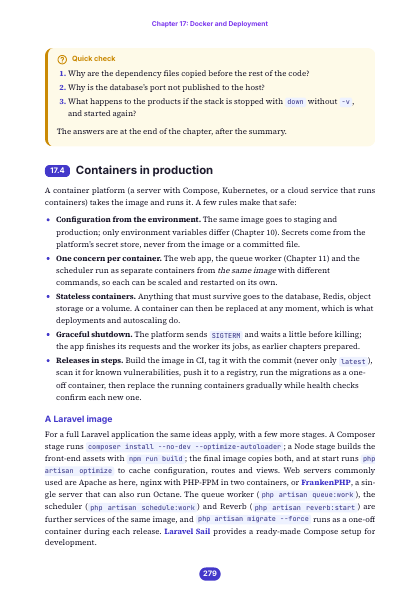 Chapter 17: Docker and Deployment
Quick check
1. Why are the dependency files copied before the rest of the code?
2. Why is the database's port not published to the host?
3. What happens to the products if the stack is stopped with down without -v,
and started again?
The answers are at the end of the chapter, after the summary.
17.4 Containers in production
A container platform (a server with Compose, Kubernetes, or a cloud service that runs
containers) takes the image and runs it. A few rules make that safe:
• Configuration from the environment. The same image goes to staging and
production; only environment variables differ (Chapter 10). Secrets come from the
platform's secret store, never from the image or a committed file.
• One concern per container. The web app, the queue worker (Chapter 11) and the
scheduler run as separate containers from the same image with different
commands, so each can be scaled and restarted on its own.
• Stateless containers. Anything that must survive goes to the database, Redis, object
storage or a volume. A container can then be replaced at any moment, which is what
deployments and autoscaling do.
• Graceful shutdown. The platform sends SIGTERM and waits a little before killing;
the app finishes its requests and the worker its jobs, as earlier chapters prepared.
• Releases in steps. Build the image in CI, tag it with the commit (never only latest),
scan it for known vulnerabilities, push it to a registry, run the migrations as a one-
off container, then replace the running containers gradually while health checks
confirm each new one.
A Laravel image
For a full Laravel application the same ideas apply, with a few more stages. A Composer
stage runs composer install --no-dev --optimize-autoloader; a Node stage builds the
front-end assets with npm run build; the final image copies both, and at start runs php
artisan optimize to cache configuration, routes and views. Web servers commonly
used are Apache as here, nginx with PHP-FPM in two containers, or FrankenPHP, a sin-
gle server that can also run Octane. The queue worker (php artisan queue:work), the
scheduler (php artisan schedule:work) and Reverb (php artisan reverb:start) are
further services of the same image, and php artisan migrate --force runs as a one-off
container during each release. Laravel Sail provides a ready-made Compose setup for
development.
279